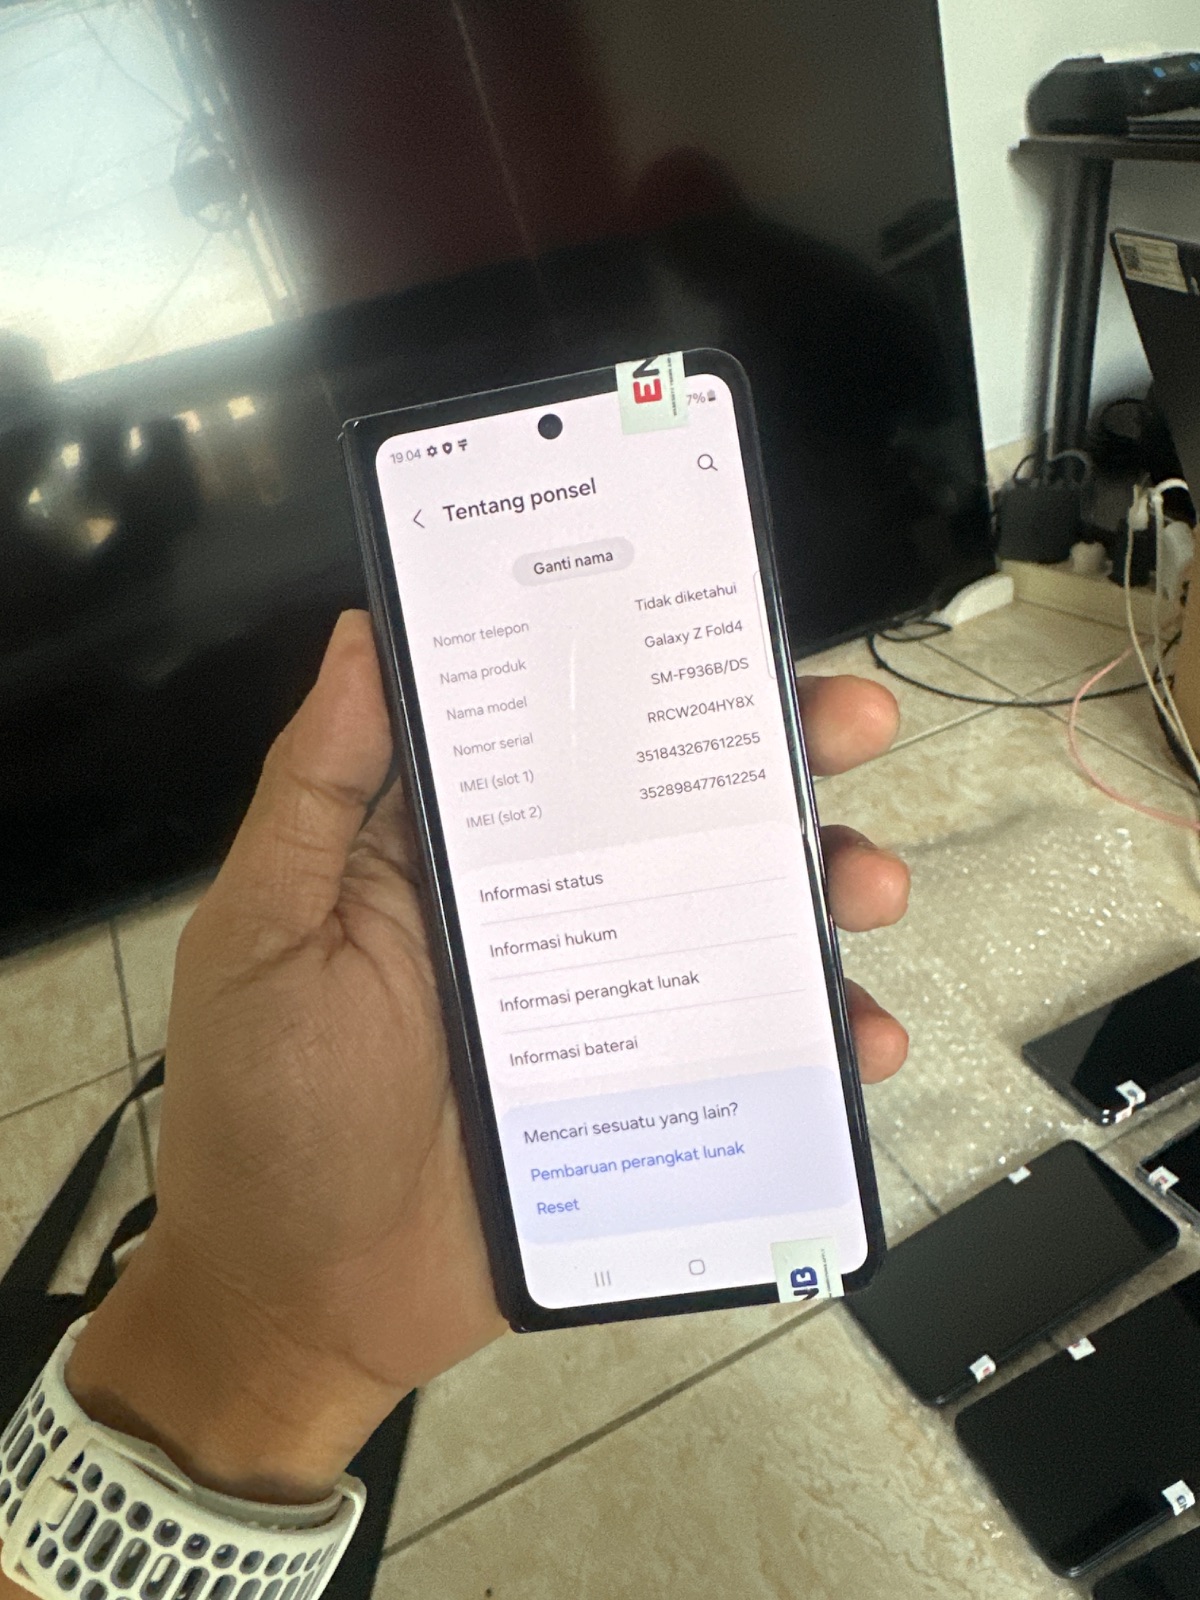 EN
19.04
7%
Tentang ponsel
Ganti nama
Nomor telepon Tidak diketahui
Nama produk Galaxy Z Fold4
Nama model SM-F936B/DS
Nomor serial RRCW204HY8X
IMEI (slot 1) 351843267612255
IMEI (slot 2) 352898477612254
Informasi status
Informasi hukum
Informasi perangkat lunak
Informasi baterai
Mencari sesuatu yang lain?
Pembaruan perangkat lunak
Reset
NB